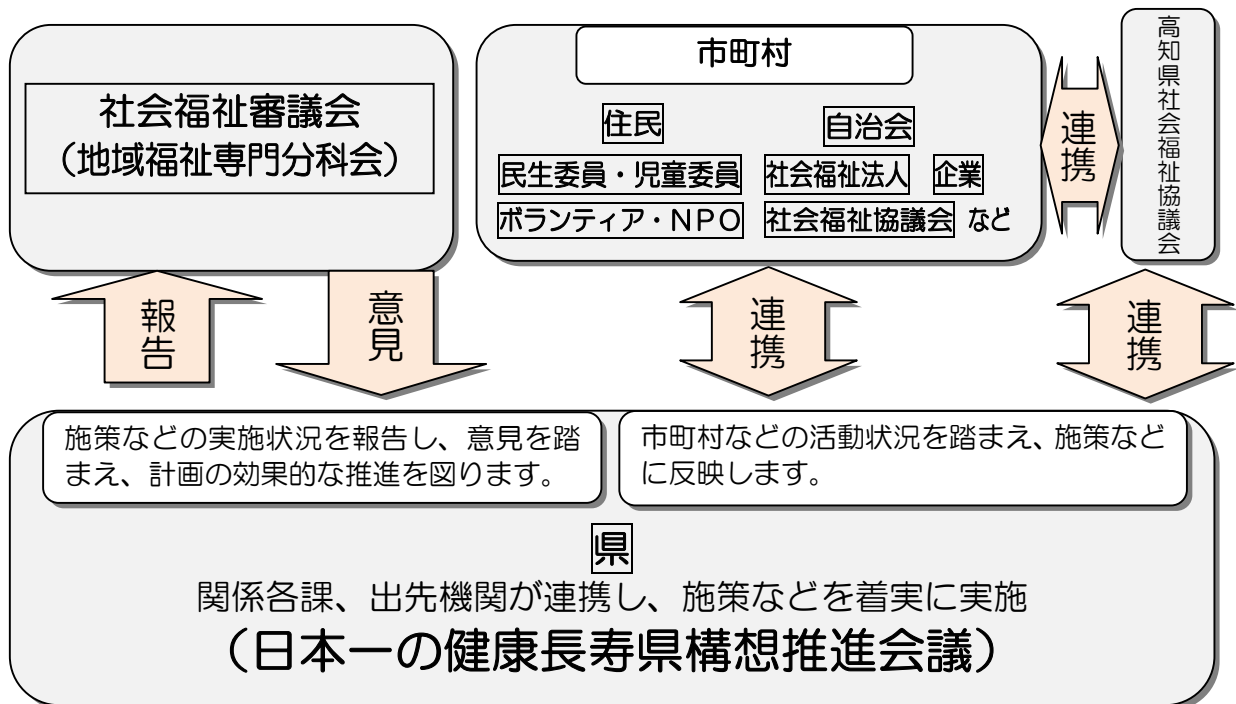 社会福祉審議会
（地域福祉専門分科会）
市町村
住民
自治会
民生委員・児童委員
社会福祉法人
企業
ボランティア・ＮＰＯ
社会福祉協議会 など
連携
高知県社会福祉協議会
報告
意見
連携
連携
施策などの実施状況を報告し、意見を踏
まえ、計画の効果的な推進を図ります。
市町村などの活動状況を踏まえ、施策など
に反映します。
県
関係各課、出先機関が連携し、施策などを着実に実施
（日本一の健康長寿県構想推進会議）